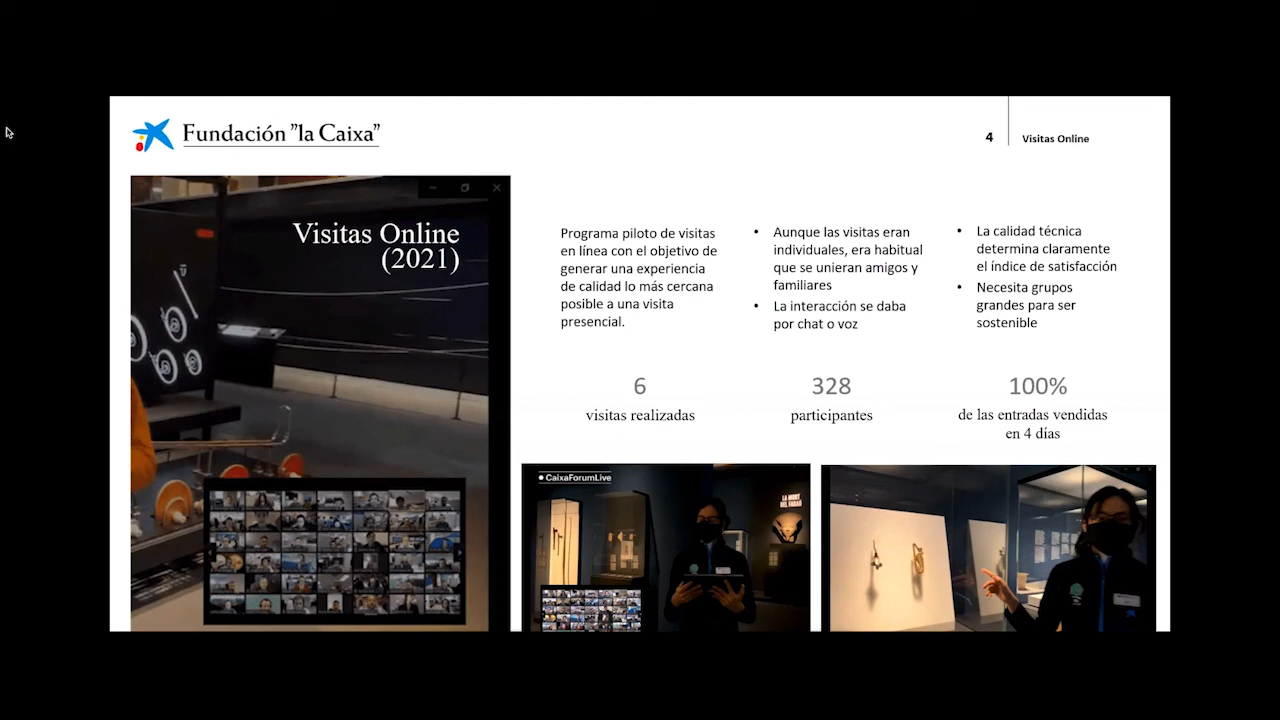 Fundación "la Caixa"
4
Visitas Online
Visitas Online
(2021)
Programa piloto de visitas
en línea con el objetivo de
generar una experiencia
de calidad lo más cercana
posible a una visita
presencial.
• Aunque las visitas eran
individuales, era habitual
que se unieran amigos y
familiares
• La interacción se daba
por chat o voz
• La calidad técnica
determina claramente
el índice de satisfacción
• Necesita grupos
grandes para ser
sostenible
6
visitas realizadas
328
participantes
100%
de las entradas vendidas
en 4 días
CaixaForumLive
LA MORT
DEL FARAÓ